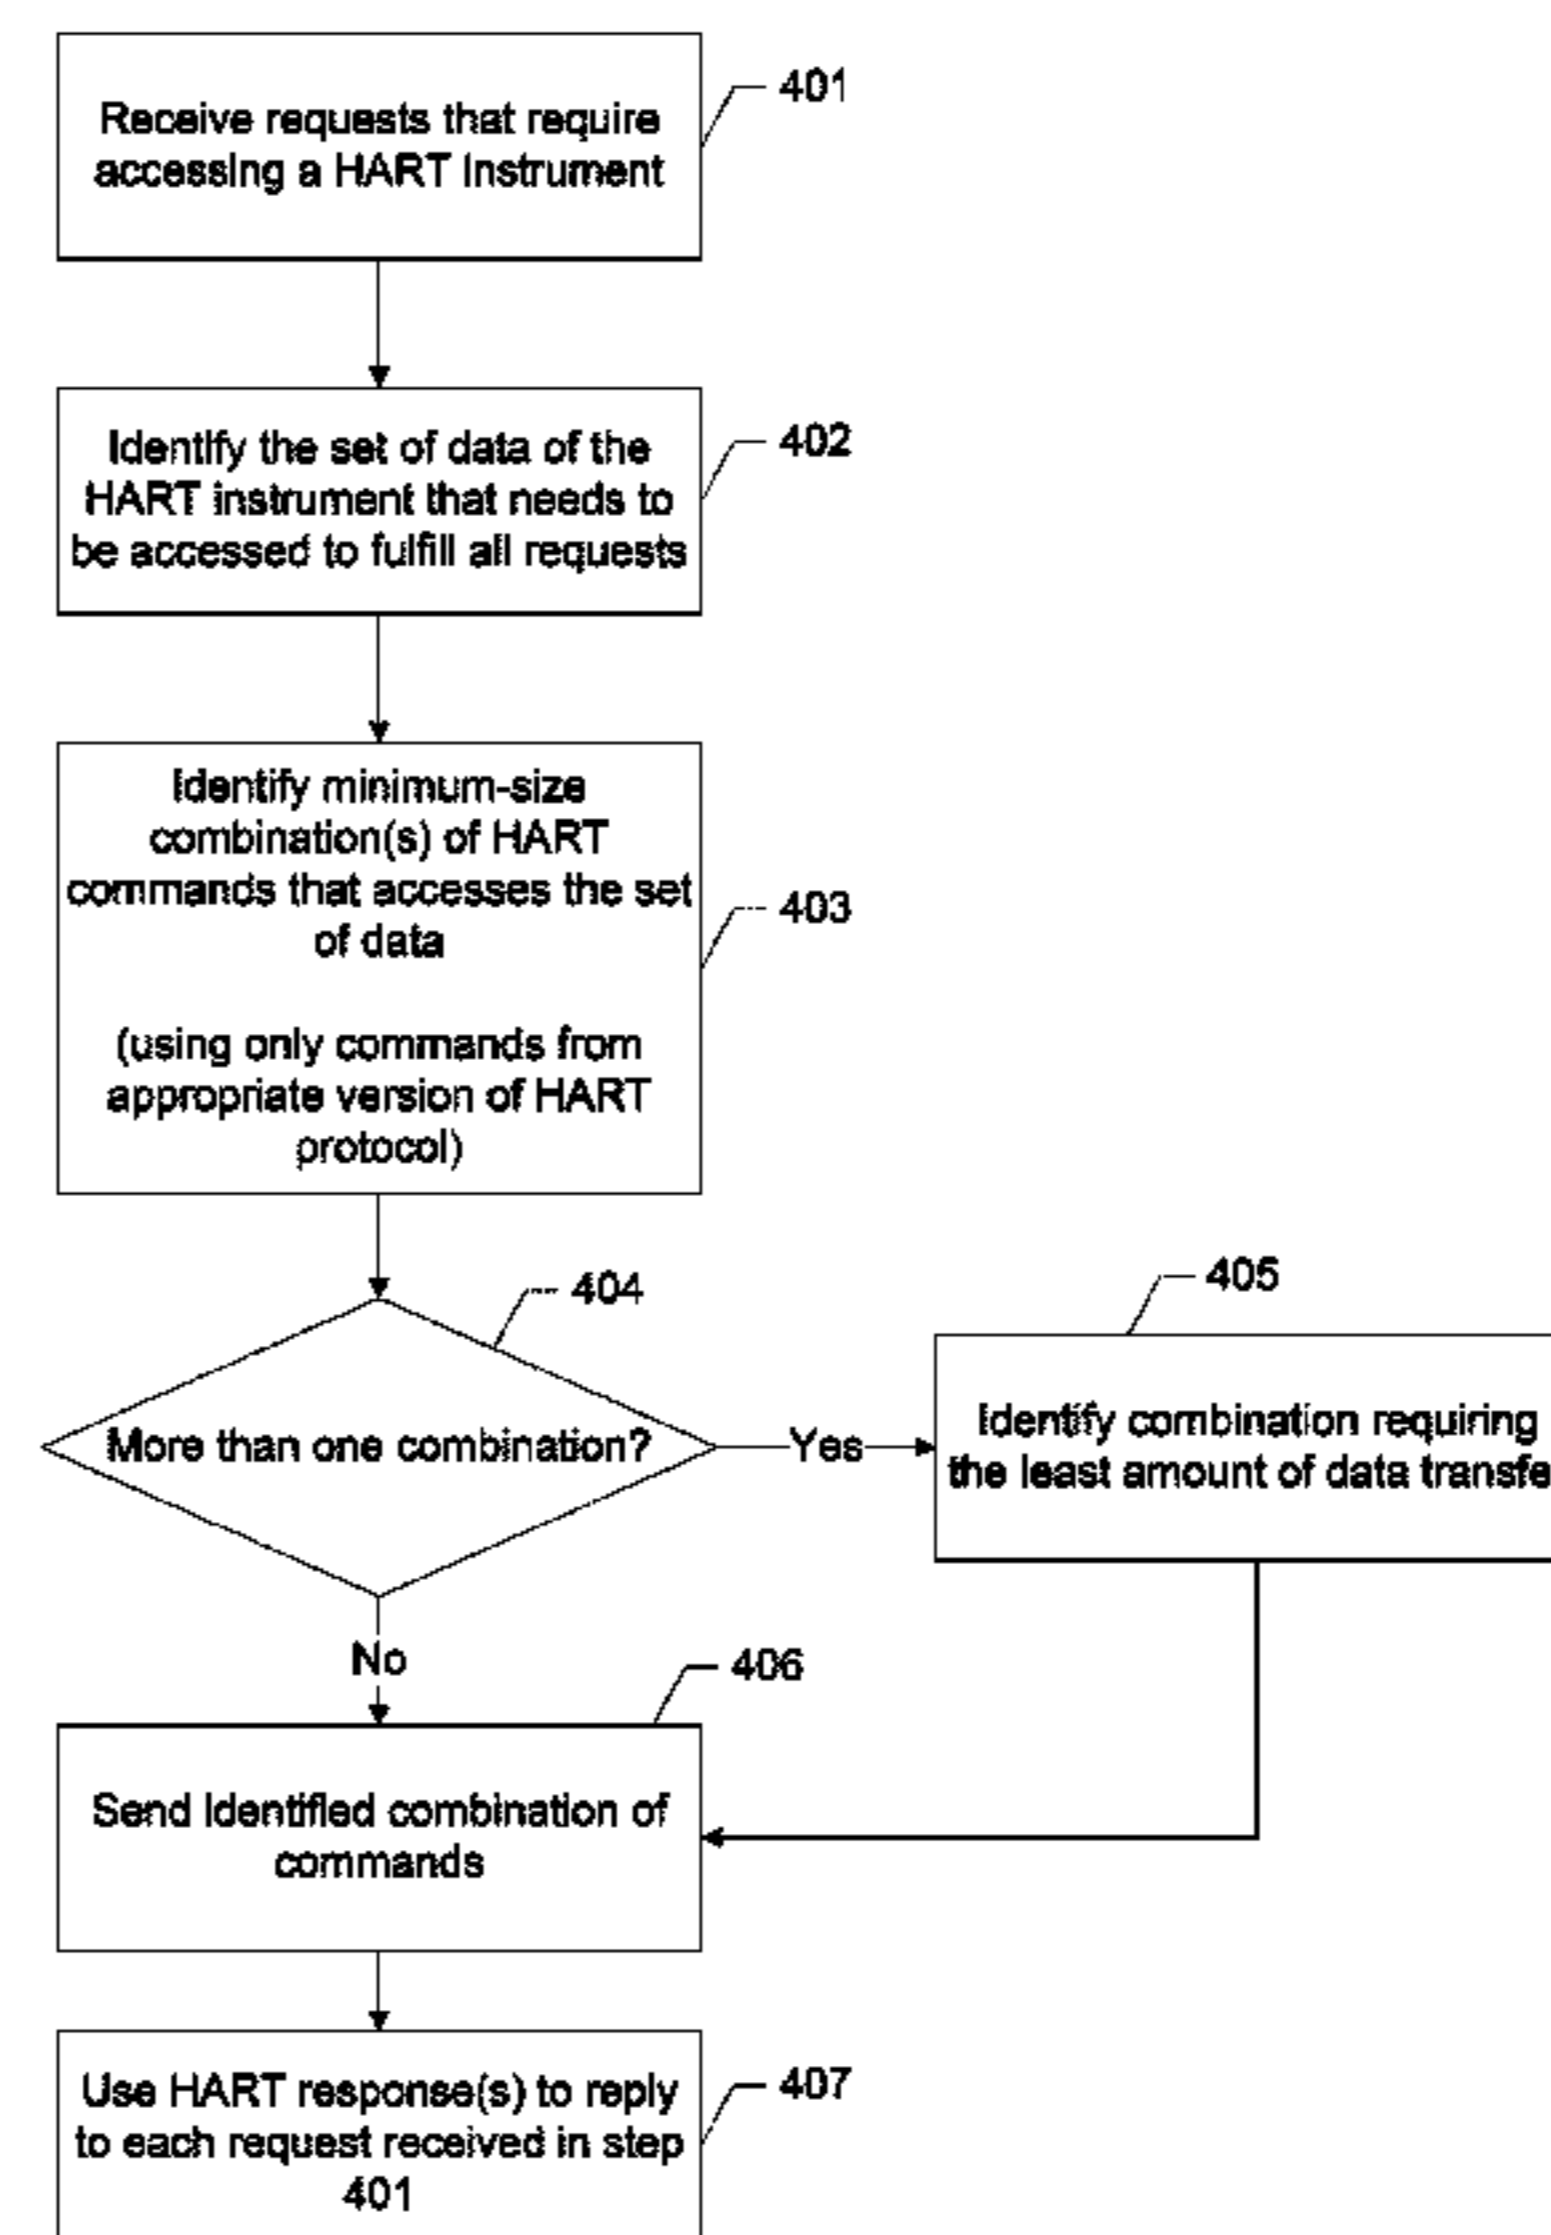 Receive requests that require
accessing a HART instrument
401
Identify the set of data of the
HART instrument that needs to
be accessed to fulfill all requests
402
Identify minimum-size
combination(s) of HART
commands that accesses the set
of data
(using only commands from
appropriate version of HART
protocol)
403
404
More than one combination?
Yes
405
Identify combination requiring
the least amount of data transfe
No
406
Send identified combination of
commands
Use HART response(s) to reply
to each request received in step
401
407